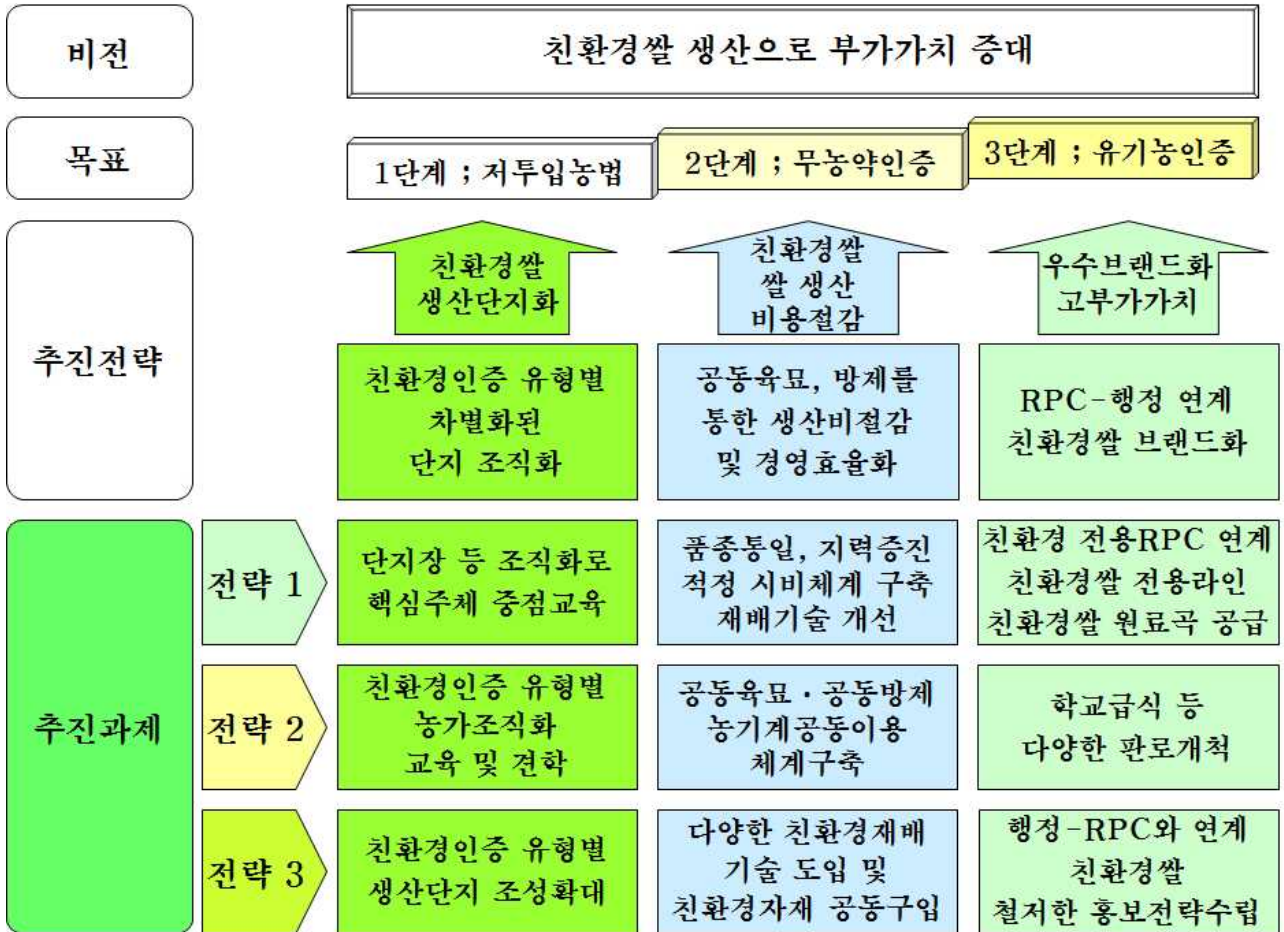 비전
친환경쌀 생산으로 부가가치 증대
목표
1단계 ; 저투입농법
2단계 ; 무농약인증
3단계 ; 유기농인증
추진전략
친환경쌀
생산단지화
친환경쌀
쌀 생산
비용절감
우수브랜드화
고부가가치
친환경인증 유형별
차별화된
단지 조직화
공동육묘, 방제를
통한 생산비절감
및 경영효율화
RPC-행정 연계
친환경쌀 브랜드화
추진과제
전략 1
단지장 등 조직화로
핵심주체 중점교육
품종통일, 지력증진
적정 시비체계 구축
재배기술 개선
친환경 전용RPC 연계
친환경쌀 전용라인
친환경쌀 원료곡 공급
전략 2
친환경인증 유형별
농가조직화
교육 및 견학
공동육묘·공동방제
농기계공동이용
체계구축
학교급식 등
다양한 판로개척
전략 3
친환경인증 유형별
생산단지 조성확대
다양한 친환경재배
기술 도입 및
친환경자재 공동구입
행정-RPC와 연계
친환경쌀
철저한 홍보전략수립